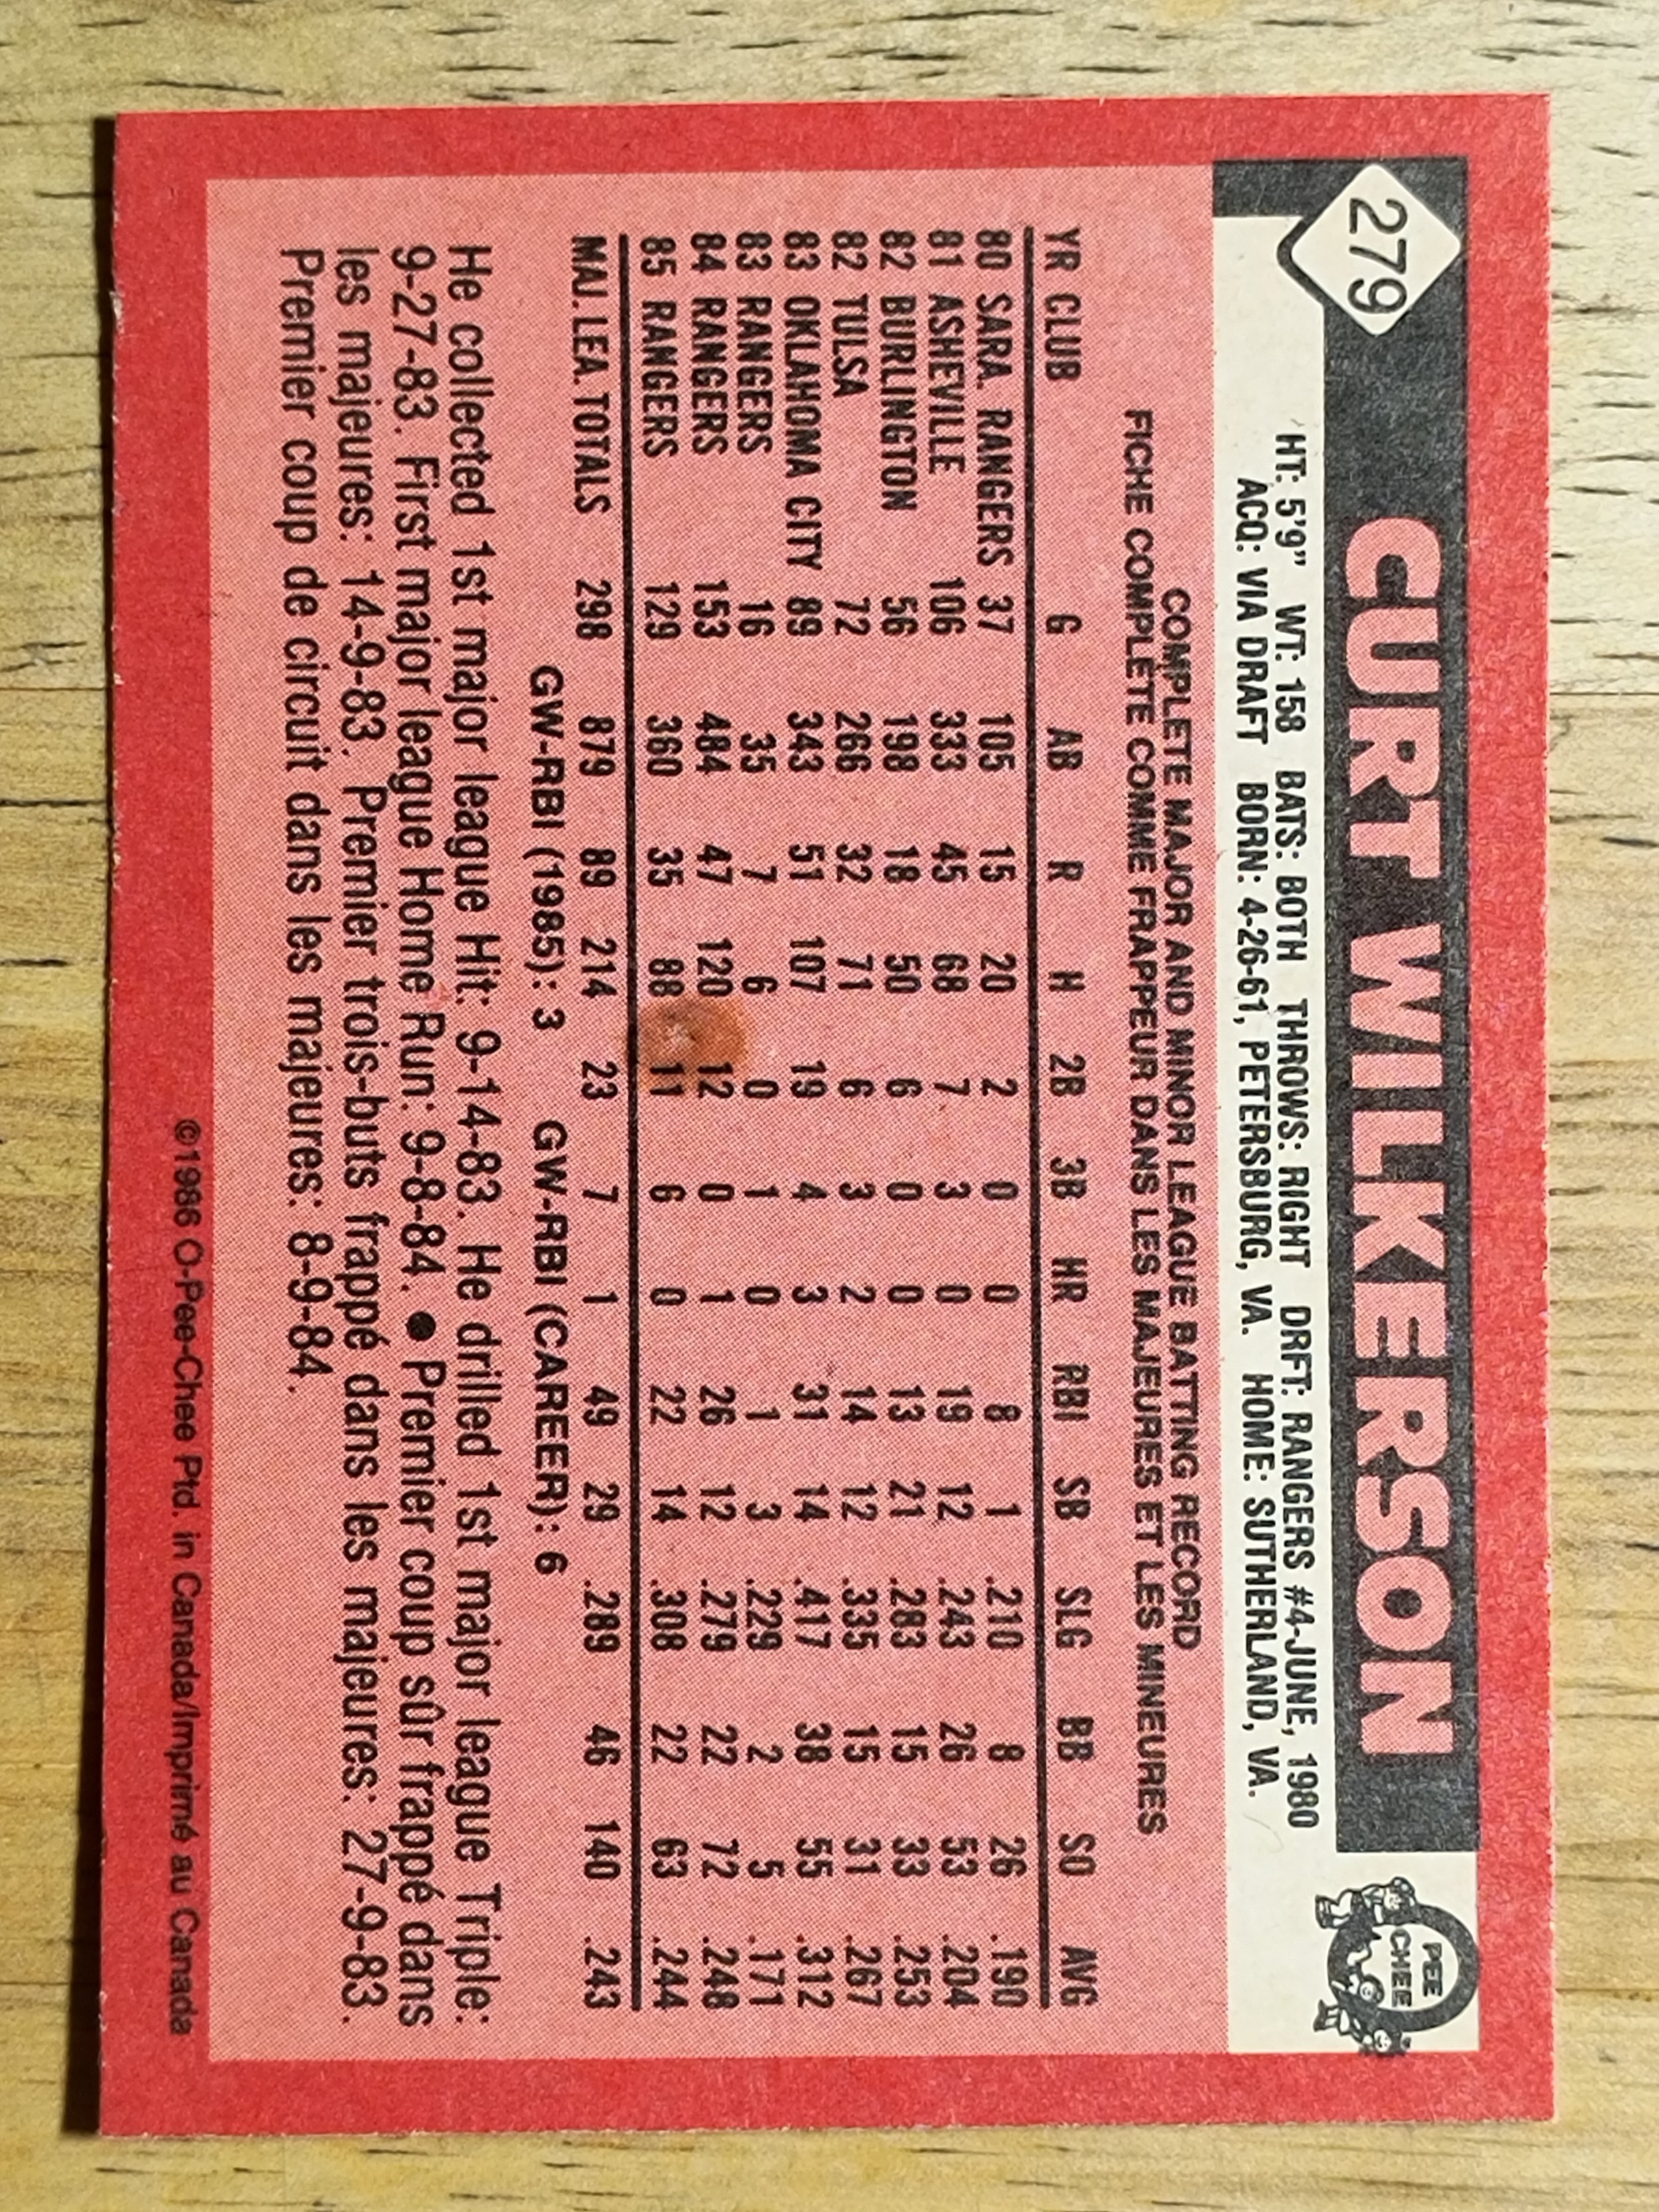 279
CURT WILKERSON
O
PEE
CHEE
HT: 5'9" WT: 158 BATS: BOTH THROWS: RIGHT DRFT: RANGERS #4-JUNE, 1980
ACQ: VIA DRAFT BORN: 4-26-61, PETERSBURG, VA. HOME: SUTHERLAND, VA.
COMPLETE MAJOR AND MINOR LEAGUE BATTING RECORD
FICHE COMPLÈTE COMME FRAPPEUR DANS LES MAJEURES ET LES MINEURES
YR CLUB G AB R H 2B 3B HR RBI SB SLG BB SO AVG
80 SARA. RANGERS 37 105 15 20 2 0 0 8 1 .210 8 26 .190
81 ASHEVILLE 106 333 45 68 7 3 0 19 12 .243 26 53 .204
82 BURLINGTON 56 198 18 50 6 0 0 13 21 .283 15 33 .253
82 TULSA 72 266 32 71 6 3 2 14 12 .335 15 31 .267
83 OKLAHOMA CITY 89 343 51 107 19 4 3 31 14 .417 38 55 .312
83 RANGERS 16 35 7 6 0 1 0 1 3 .229 2 5 .171
84 RANGERS 153 484 47 120 12 0 1 26 12 .279 22 72 .248
85 RANGERS 129 360 35 88 11 6 0 22 14 .308 22 63 .244
MAJ. LEA. TOTALS 298 879 89 214 23 7 1 49 29 .289 46 140 .243
GW-RBI (1985): 3 GW-RBI (CAREER): 6
He collected 1st major league Hit: 9-14-83. He drilled 1st major league Triple:
9-27-83. First major league Home Run: 9-8-84. ● Premier coup sûr frappé dans
les majeures: 14-9-83. Premier trois-buts frappé dans les majeures: 27-9-83.
Premier coup de circuit dans les majeures: 8-9-84.
©1986 O-Pee-Chee Ptd. in Canada/Imprimé au Canada